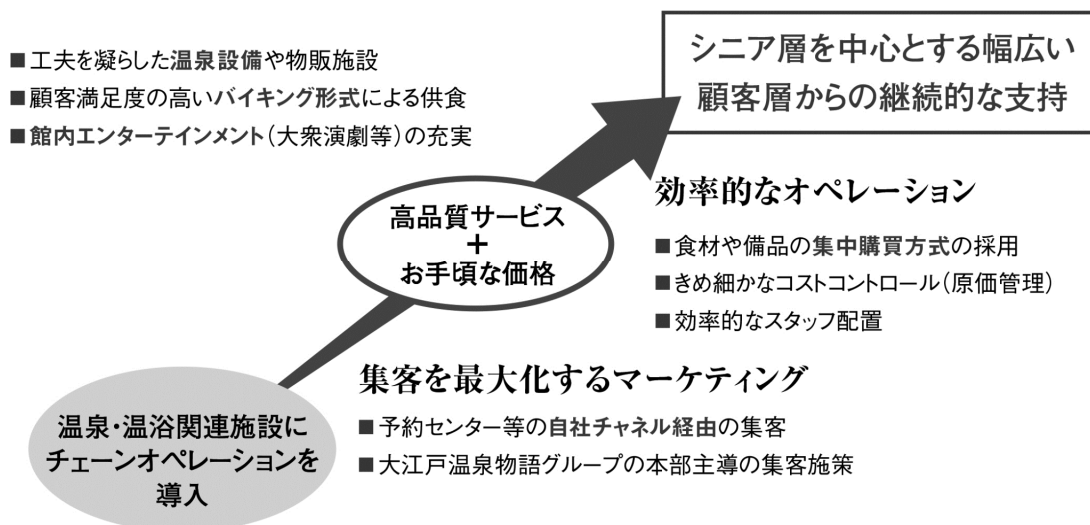 ■工夫を凝らした温泉設備や物販施設
■顧客満足度の高いバイキング形式による供食
■館内エンターテインメント(大衆演劇等)の充実
シニア層を中心とする幅広い
顧客層からの継続的な支持
高品質サービス
+
お手頃な価格
効率的なオペレーション
■食材や備品の集中購買方式の採用
■きめ細かなコストコントロール(原価管理)
■効率的なスタッフ配置
集客を最大化するマーケティング
■予約センター等の自社チャネル経由の集客
■大江戸温泉物語グループの本部主導の集客施策
温泉・温浴関連施設に
チェーンオペレーションを
導入